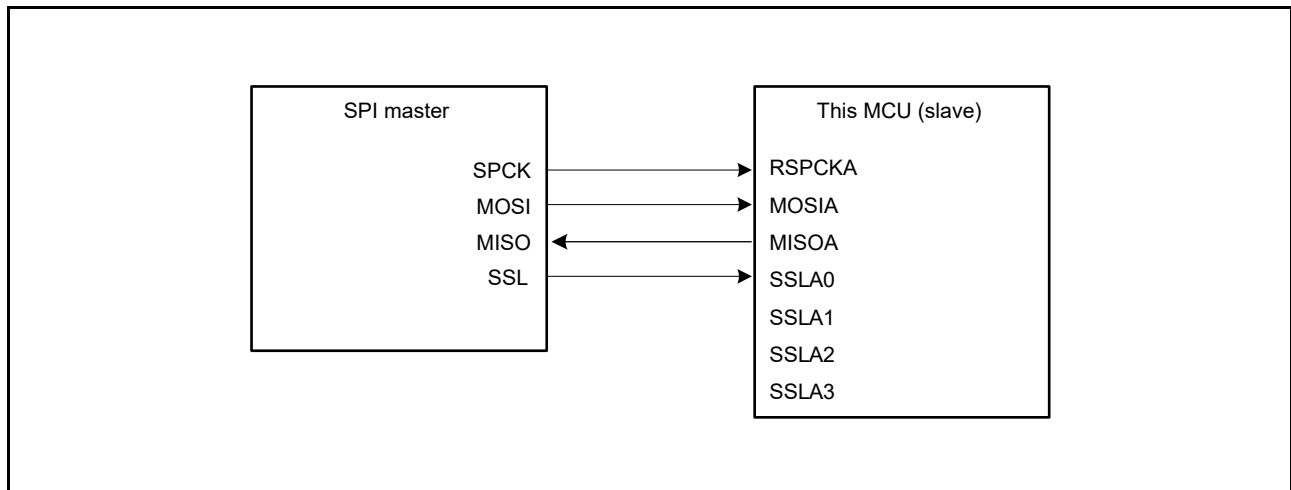 SPI master
SPCK
MOSI
MISO
SSL
This MCU (slave)
RSPCKA
MOSIA
MISOA
SSLA0
SSLA1
SSLA2
SSLA3